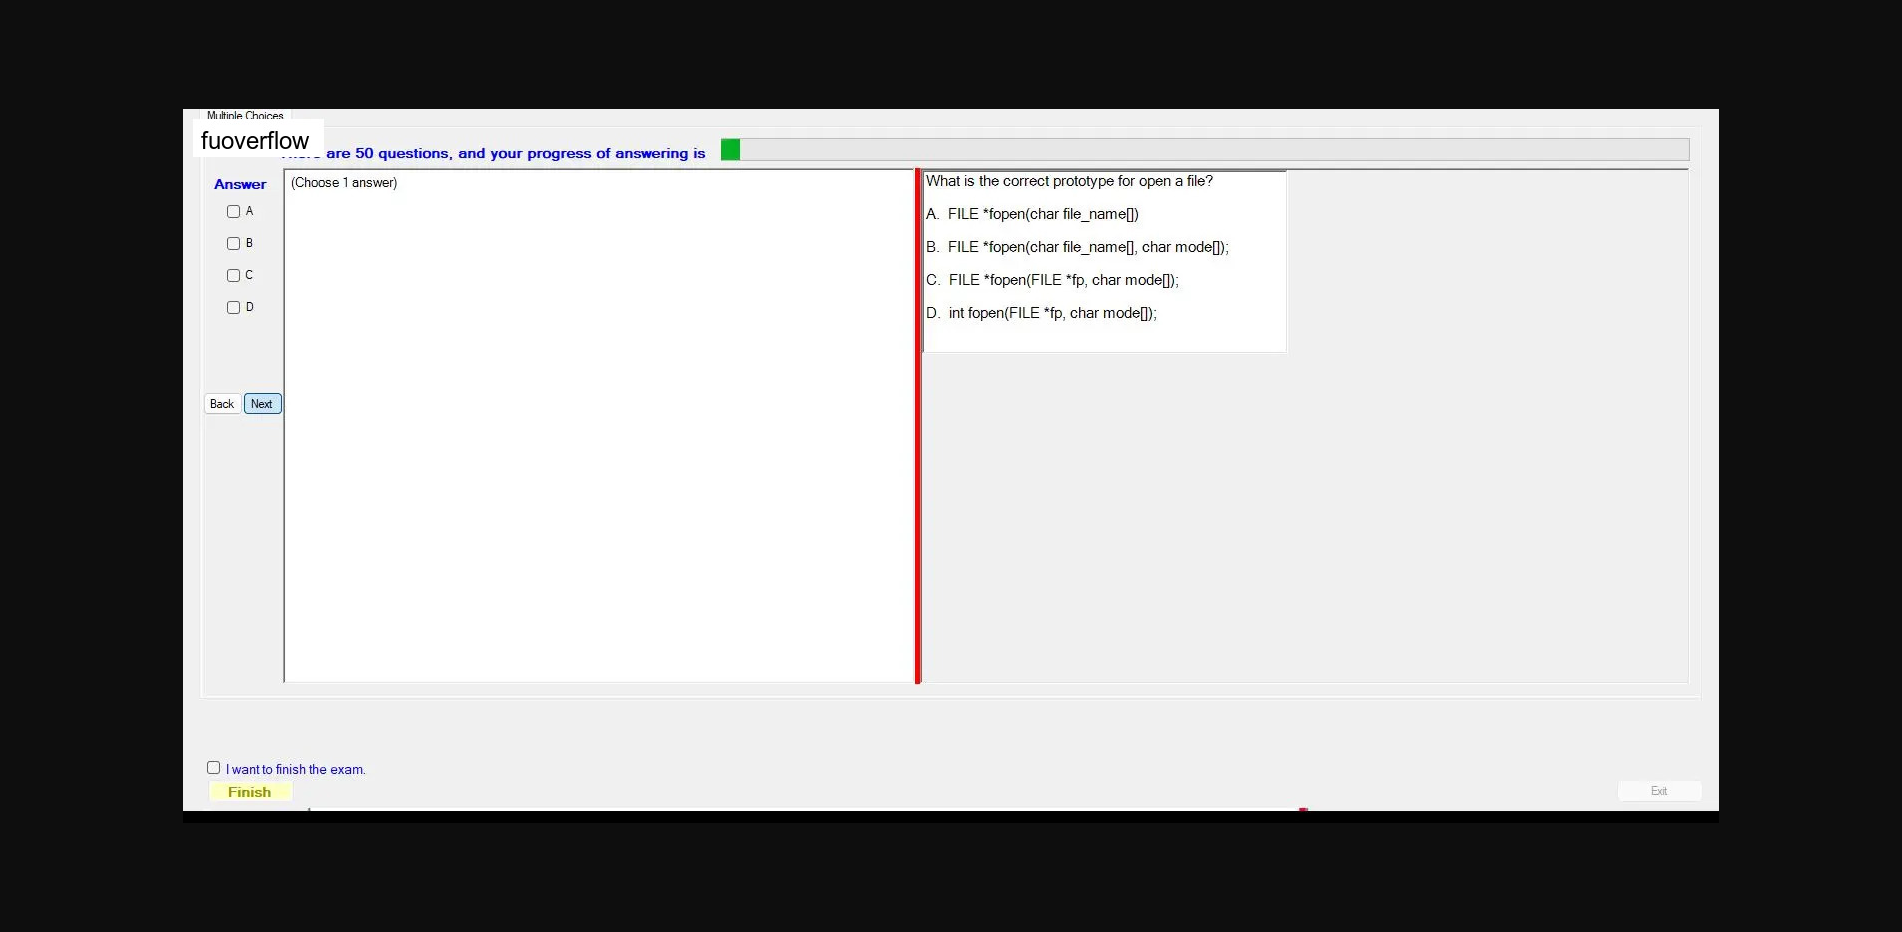 Multiple Choices
fuoverflow
are 50 questions, and your progress of answering is
Answer
(Choose 1 answer)
A
B
C
D
Back Next
What is the correct prototype for open a file?
A. FILE *fopen(char file_name[])
B. FILE *fopen(char file_name[], char mode[]);
C. FILE *fopen(FILE *fp, char mode[]);
D. int fopen(FILE *fp, char mode[]);
I want to finish the exam.
Finish
Exit